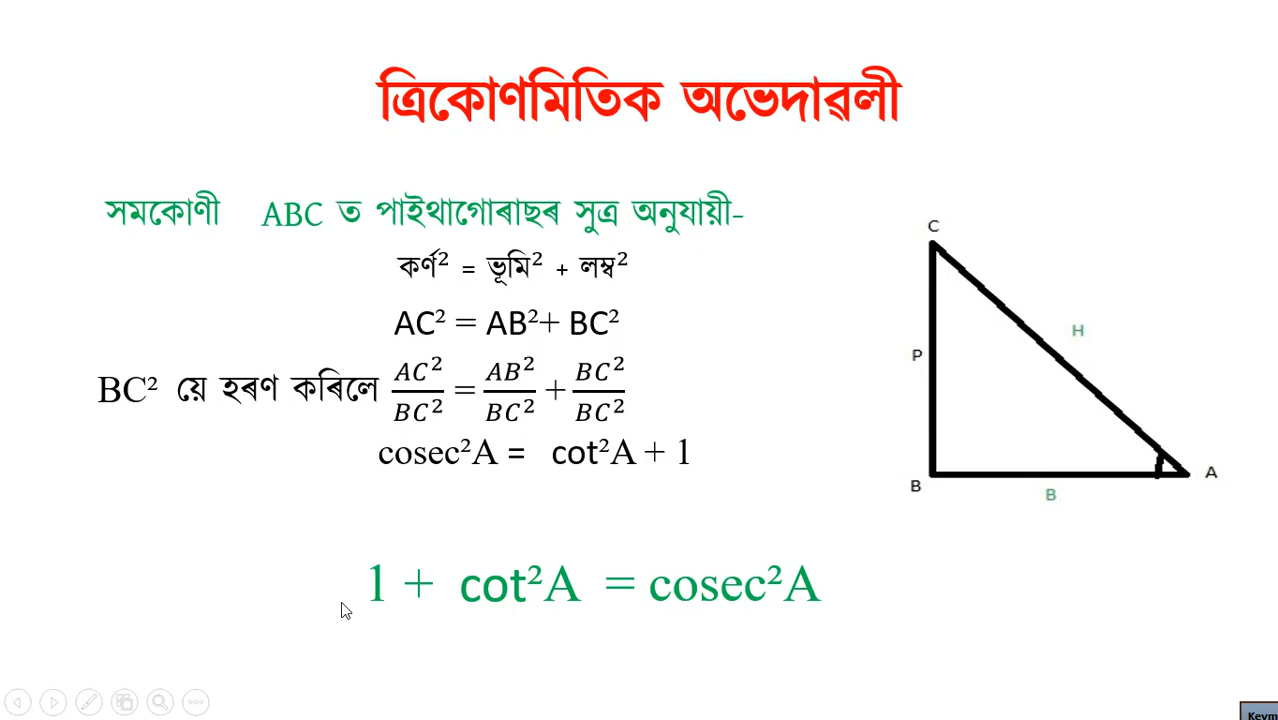 ত্ৰিকোণমিতিক অভেদাৱলী
সমকোণী ABC ত পাইথাগোৰাছৰ সুত্ৰ অনুযায়ী-
কৰ্ণ² = ভূমি² + লম্ব²
AC² = AB²+ BC²
BC² য়ে হৰণ কৰিলে AC²/BC² = AB²/BC² + BC²/BC²
cosec²A = cot²A + 1
1 + cot²A = cosec²A
C
H
P
B
A
B